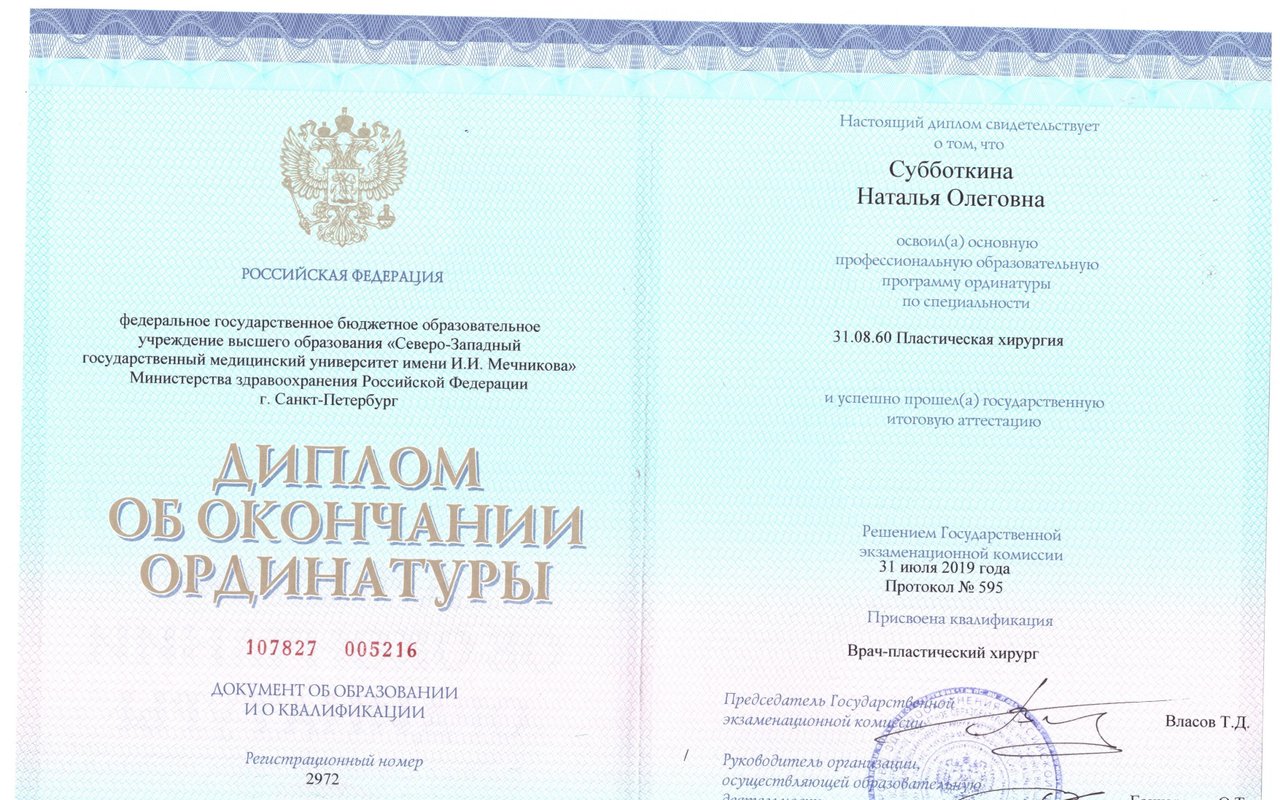 РОССИЙСКАЯ ФЕДЕРАЦИЯ
федеральное государственное бюджетное образовательное
учреждение высшего образования «Северо-Западный
государственный медицинский университет имени И.И. Мечникова»
Министерства здравоохранения Российской Федерации
г. Санкт-Петербург
ДИПЛОМ
ОБ ОКОНЧАНИИ
ОРДИНАТУРЫ
107827 005216
ДОКУМЕНТ ОБ ОБРАЗОВАНИИ
И О КВАЛИФИКАЦИИ
Регистрационный номер
2972
Настоящий диплом свидетельствует
о том, что
Субботкина
Наталья Олеговна
освоил(а) основную
профессиональную образовательную
программу ординатуры
по специальности
31.08.60 Пластическая хирургия
и успешно прошел(а) государственную
итоговую аттестацию
Решением Государственной
экзаменационной комиссии
31 июля 2019 года
Протокол № 595
Присвоена квалификация
Врач-пластический хирург
Председатель Государственной
экзаменационной комиссии
Власов Т.Д.
Руководитель организации,
осуществляющей образовательную